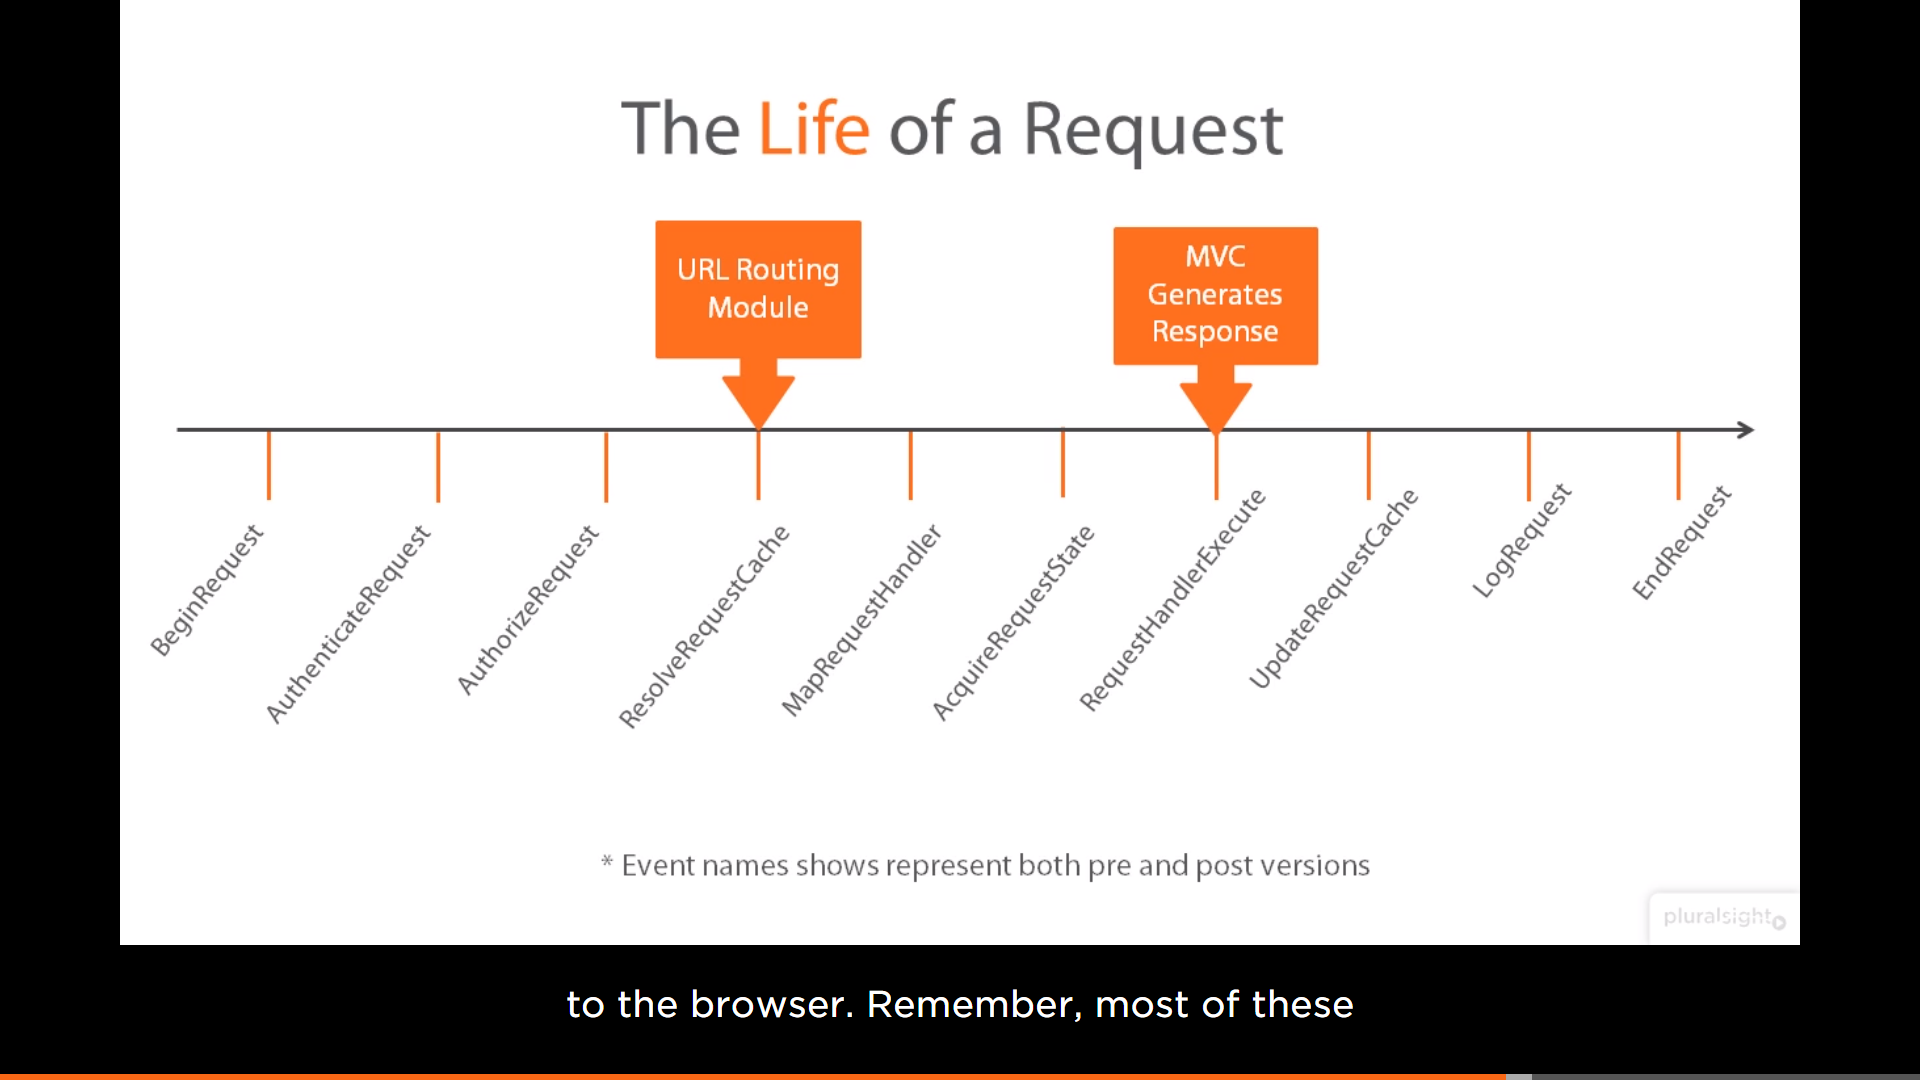 The Life of a Request
URL Routing
Module
MVC
Generates
Response
BeginRequest
AuthenticateRequest
AuthorizeRequest
ResolveRequestCache
MapRequestHandler
AcquireRequestState
RequestHandlerExecute
UpdateRequestCache
LogRequest
EndRequest
* Event names shows represent both pre and post versions
pluralsight
to the browser. Remember, most of these